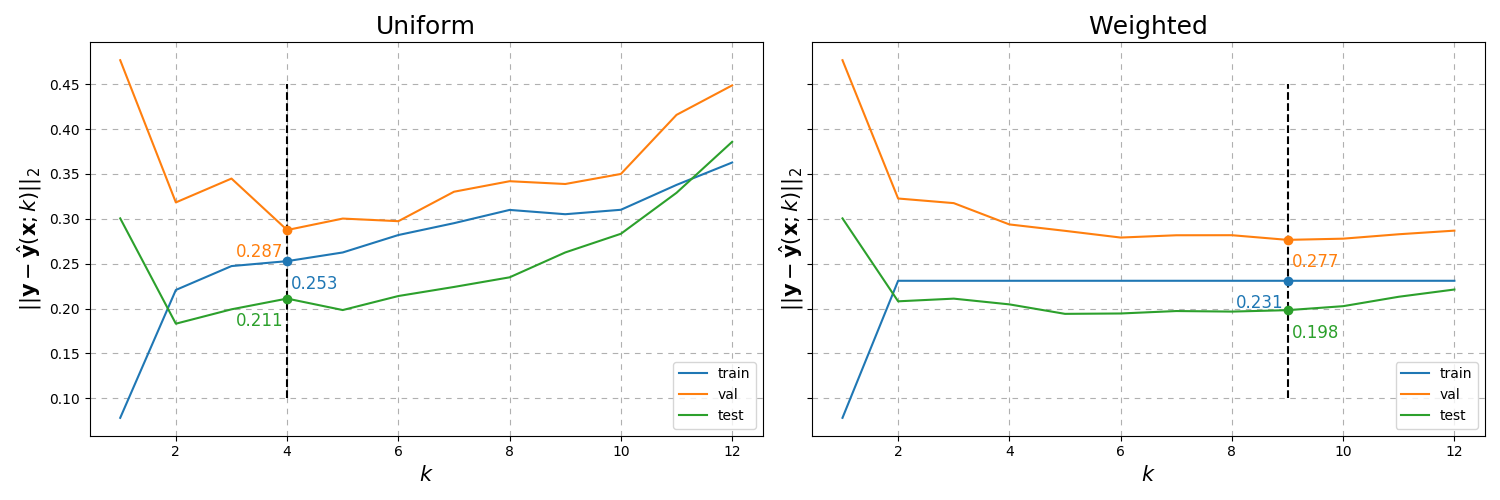 Uniform
||y − ŷ(x; k)||₂
0.45
0.40
0.35
0.30
0.25
0.20
0.15
0.10
0.287
0.253
0.211
train
val
test
2 4 6 8 10 12
k
Weighted
||y − ŷ(x; k)||₂
0.277
0.231
0.198
train
val
test
2 4 6 8 10 12
k